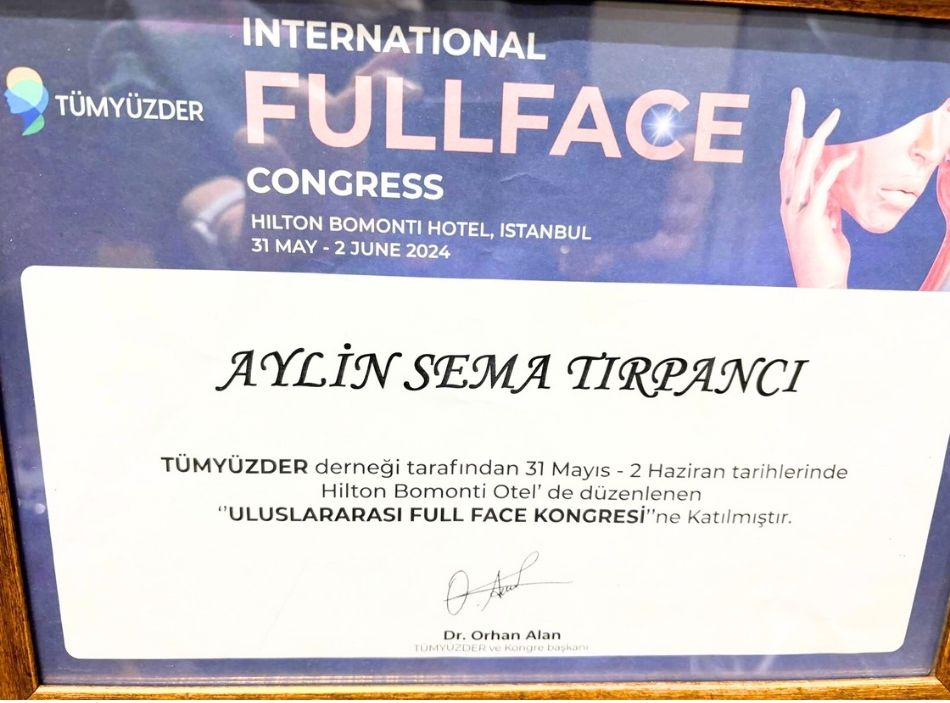 INTERNATIONAL
TÜMYÜZDER
FULLFACE
CONGRESS
HILTON BOMONTI HOTEL, ISTANBUL
31 MAY - 2 JUNE 2024
AYLİN SEMA TIRPANCI
TÜMYÜZDER derneği tarafından 31 Mayıs - 2 Haziran tarihlerinde
Hilton Bomonti Otel' de düzenlenen
''ULUSLARARASI FULL FACE KONGRESİ''ne Katılmıştır.
Dr. Orhan Alan
TÜMYÜZDER ve Kongre başkanı